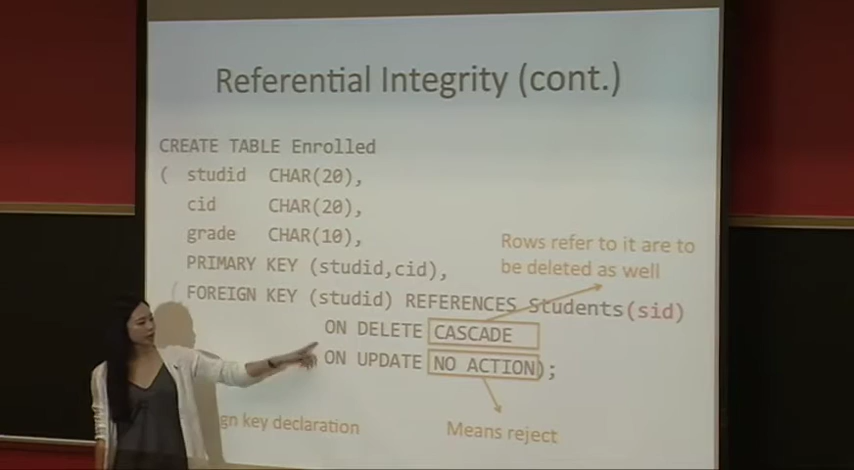 Referential Integrity (cont.)
CREATE TABLE Enrolled
( studid CHAR(20),
cid CHAR(20),
grade CHAR(10),
PRIMARY KEY (studid,cid),
Rows refer to it are to
be deleted as well
(FOREIGN KEY (studid) REFERENCES Students(sid)
ON DELETE CASCADE
ON UPDATE NO ACTION);
key declaration
Means reject